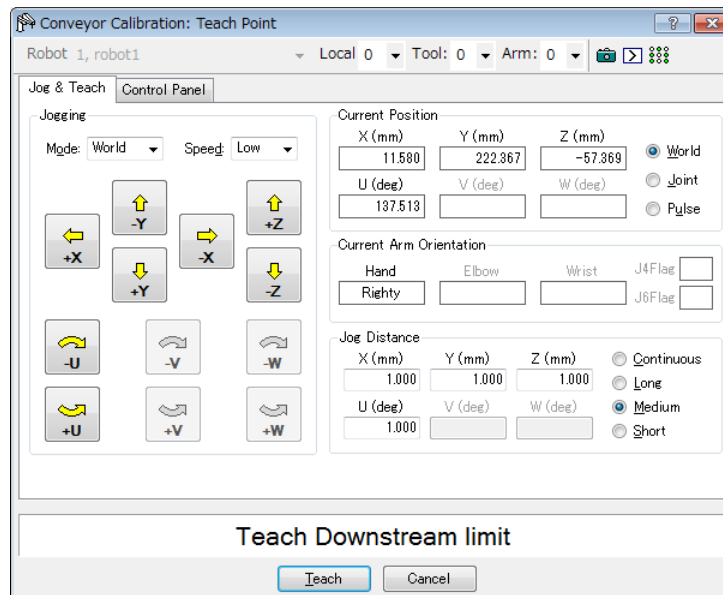 Conveyor Calibration: Teach Point
Robot 1, robot1 Local 0 Tool: 0 Arm: 0
Jog & Teach Control Panel
Jogging
Mode: World Speed: Low
-Y
+Z
+X
-X
+Y
-Z
-U -V -W
+U +V +W
Current Position
X (mm) Y (mm) Z (mm)
11.580 222.367 -57.369
U (deg) V (deg) W (deg)
137.513
World
Joint
Pulse
Current Arm Orientation
Hand Elbow Wrist J4Flag
Righty J6Flag
Jog Distance
X (mm) Y (mm) Z (mm)
1.000 1.000 1.000
U (deg) V (deg) W (deg)
1.000
Continuous
Long
Medium
Short
Teach Downstream limit
Teach Cancel